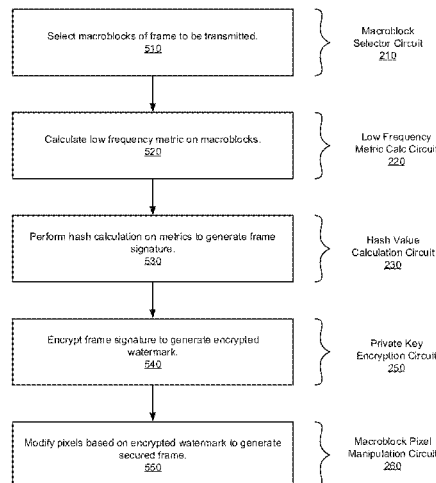 Select macroblocks of frame to be transmitted.
510
Macroblock
Selector Circuit
210
Calculate low frequency metric on macroblocks.
520
Low Frequency
Metric Calc Circuit
220
Perform hash calculation on metrics to generate frame
signature.
530
Hash Value
Calculation Circuit
230
Encrypt frame signature to generate encrypted
watermark.
540
Private Key
Encryption Circuit
250
Modify pixels based on encrypted watermark to generate
secured frame.
550
Macroblock Pixel
Manipulation Circuit
260